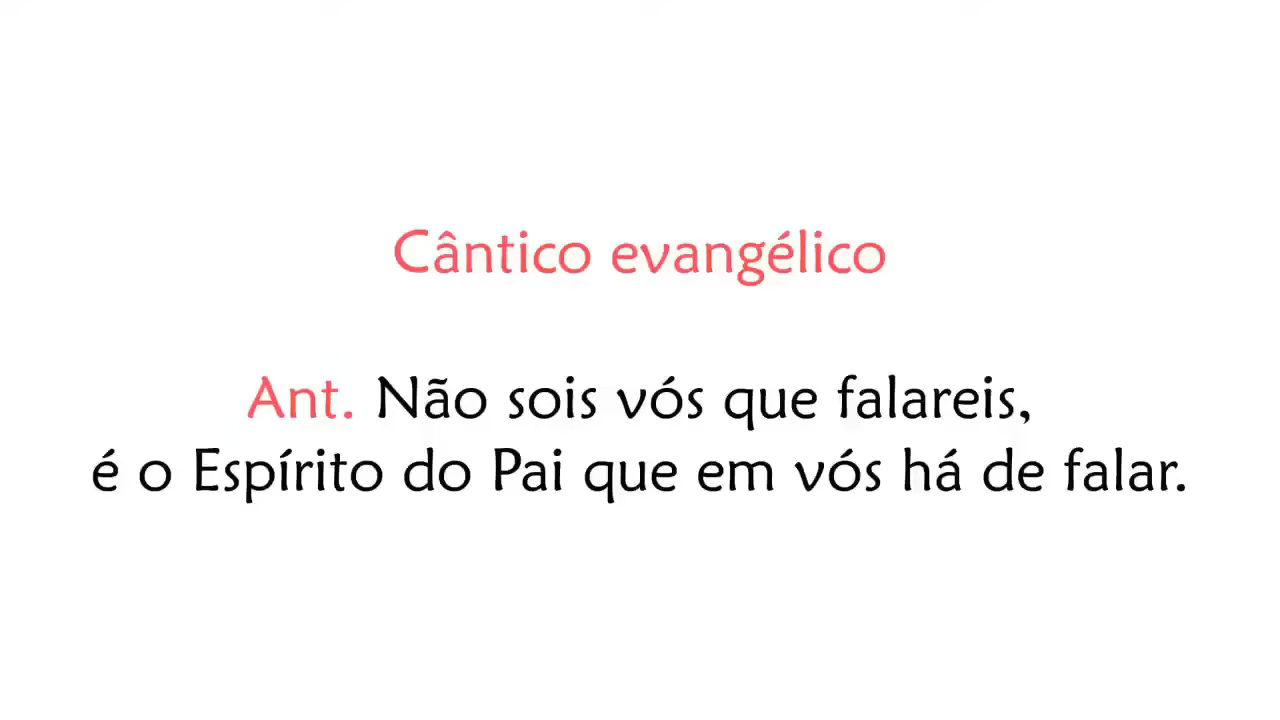 Cântico evangélico
Ant. Não sois vós que falareis,
é o Espírito do Pai que em vós há de falar.